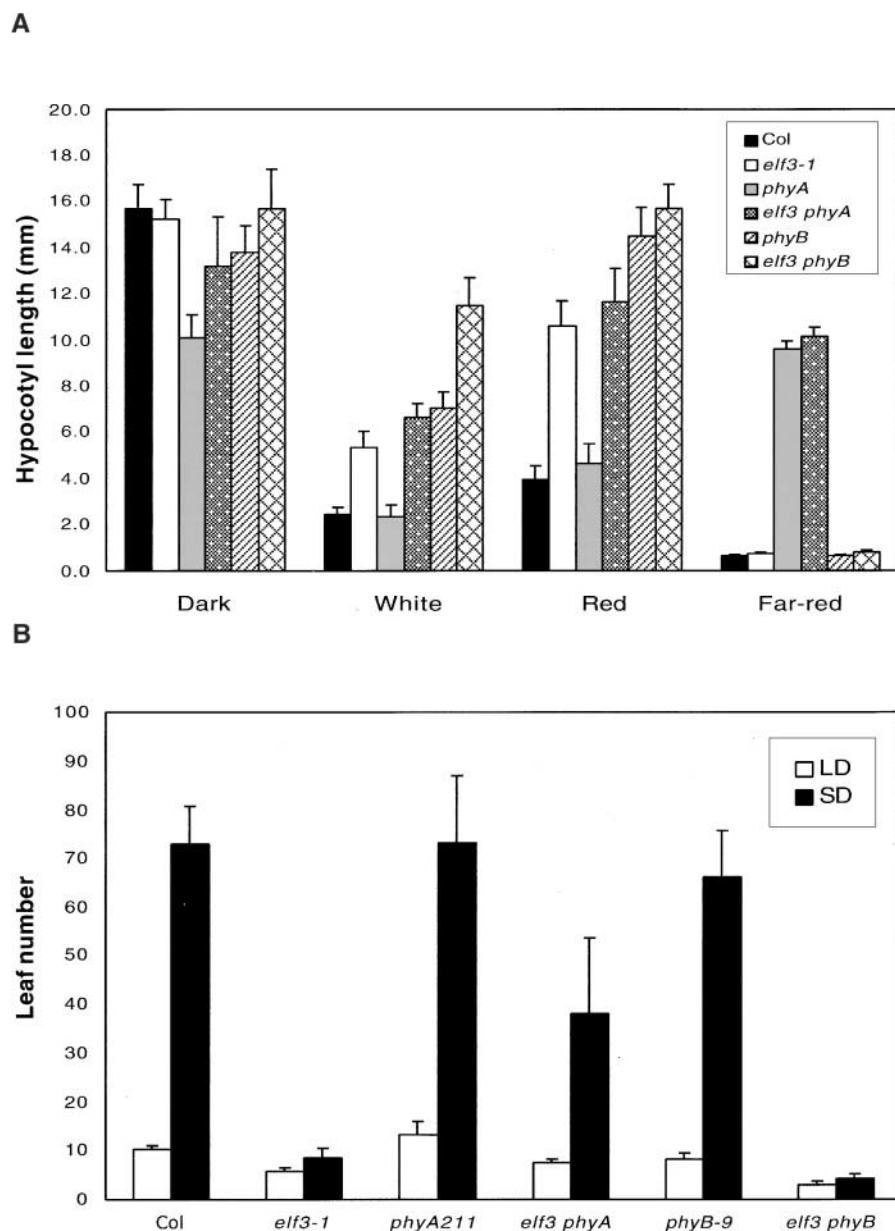 A
Hypocotyl length (mm)
20.0
18.0
16.0
14.0
12.0
10.0
8.0
6.0
4.0
2.0
0.0
Col
elf3-1
phyA
elf3 phyA
phyB
elf3 phyB
Dark White Red Far-red
B
Leaf number
100
90
80
70
60
50
40
30
20
10
0
LD
SD
Col elf3-1 phyA211 elf3 phyA phyB-9 elf3 phyB